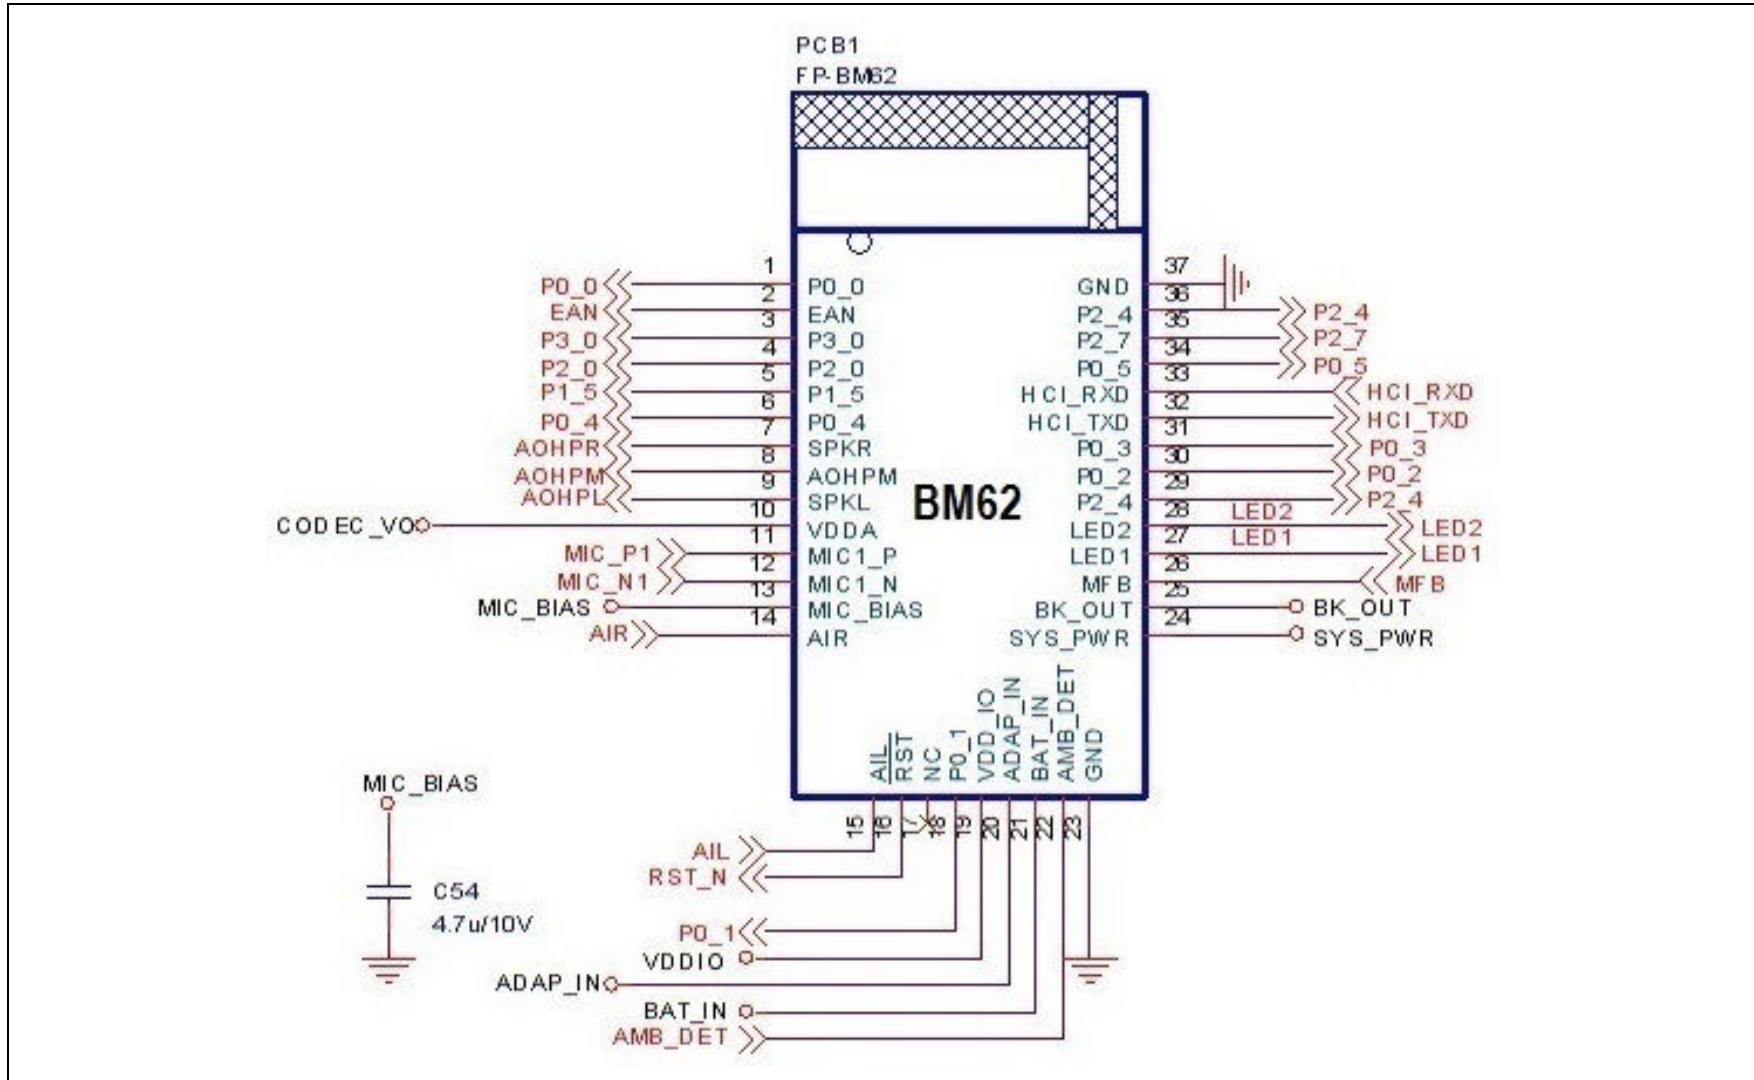 PCB1
FP-BM62
1
P0_0 P0_0
2
EAN EAN
3
P3_0 P3_0
4
P2_0 P2_0
5
P1_5 P1_5
6
P0_4 P0_4
7
AOHPR SPKR
8
AOHPM AOHPM
9
AOHPL SPKL
10
CODEC_VO VDDA
11
MIC_P1 MIC1_P
12
MIC_N1 MIC1_N
13
MIC_BIAS MIC_BIAS
14
AIR AIR
BM62
37
GND
36
P2_4 P2_4
35
P2_7 P2_7
34
P0_5 P0_5
33
HCI_RXD HCI_RXD
32
HCI_TXD HCI_TXD
31
P0_3 P0_3
30
P0_2 P0_2
29
P2_4 P2_4
28
LED2 LED2 LED2
27
LED1 LED1 LED1
26
MFB MFB
25
BK_OUT BK_OUT
24
SYS_PWR SYS_PWR
AIL
RST
NC
P0_1
VDD_IO
ADAP_IN
BAT_IN
AMB_DET
GND
15
16
17
18
19
20
21
22
23
AIL
RST_N
P0_1
VDDIO
ADAP_IN
BAT_IN
AMB_DET
MIC_BIAS
C54
4.7u/10V